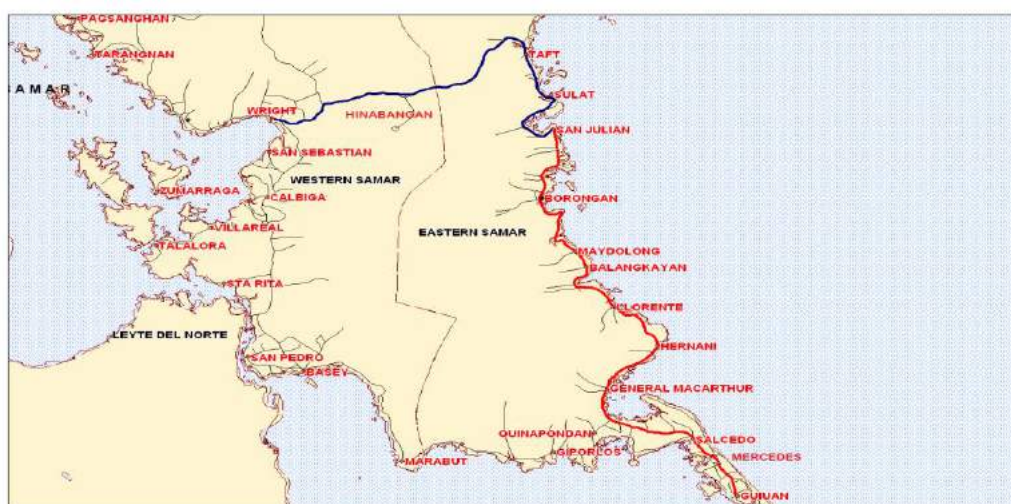 PAGSANGHAN
TARANGNAN
TAFT
SAMAR
SULAT
WRIGHT
HINABANGAN
SAN JULIAN
SAN SEBASTIAN
WESTERN SAMAR
ZUMARRAGA
CALBIGA
BORONGAN
VILLAREAL
EASTERN SAMAR
TALALORA
MAYDOLONG
BALANGKAYAN
STA RITA
LLORENTE
LEYTE DEL NORTE
HERNANI
SAN PEDRO
BASEY
GENERAL MACARTHUR
QUINAPONDAN
SALCEDO
GIPORLOS
MERCEDES
MARABUT
GUIUAN